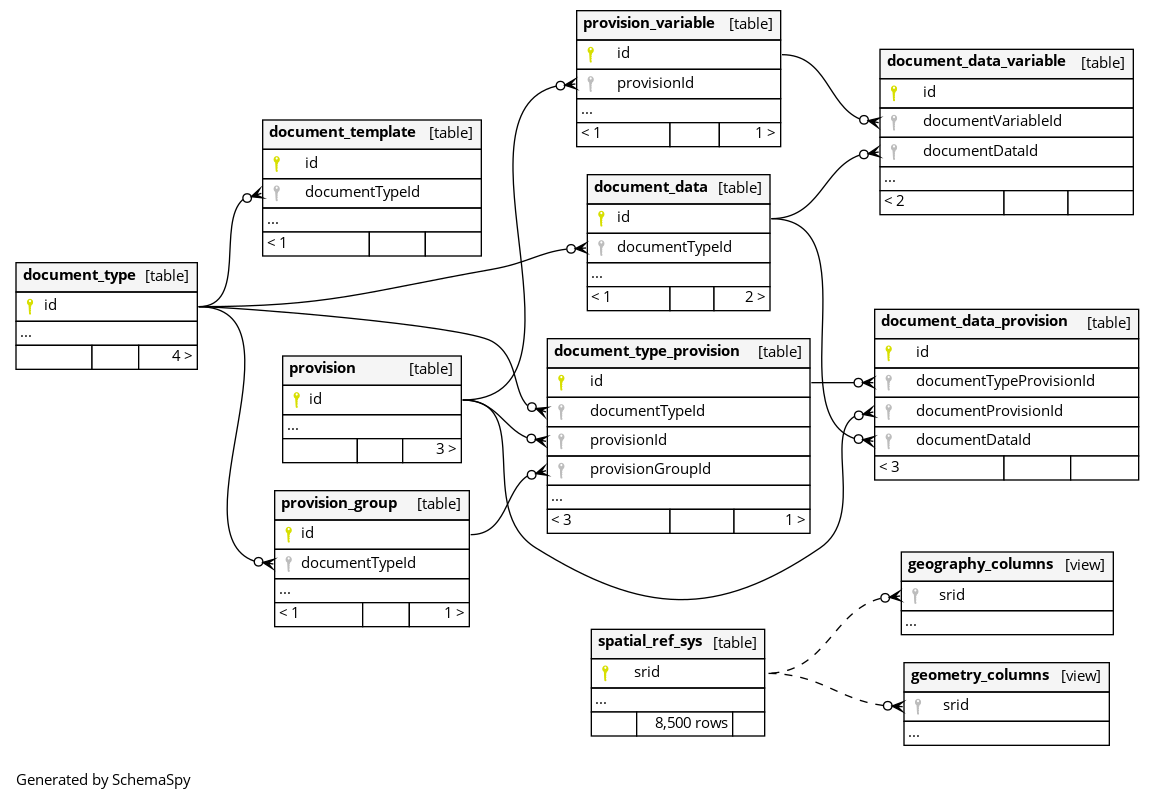 provision_variable [table]
id
provisionId
...
< 1 1 >
document_data_variable [table]
id
documentVariableId
documentDataId
...
< 2
document_template [table]
id
documentTypeId
...
< 1
document_data [table]
id
documentTypeId
...
< 1 2 >
document_type [table]
id
...
4 >
document_data_provision [table]
id
documentTypeProvisionId
documentProvisionId
documentDataId
...
< 3
provision [table]
id
...
3 >
document_type_provision [table]
id
documentTypeId
provisionId
provisionGroupId
...
< 3 1 >
provision_group [table]
id
documentTypeId
...
< 1 1 >
geography_columns [view]
srid
...
spatial_ref_sys [table]
srid
...
8,500 rows
geometry_columns [view]
srid
...
Generated by SchemaSpy